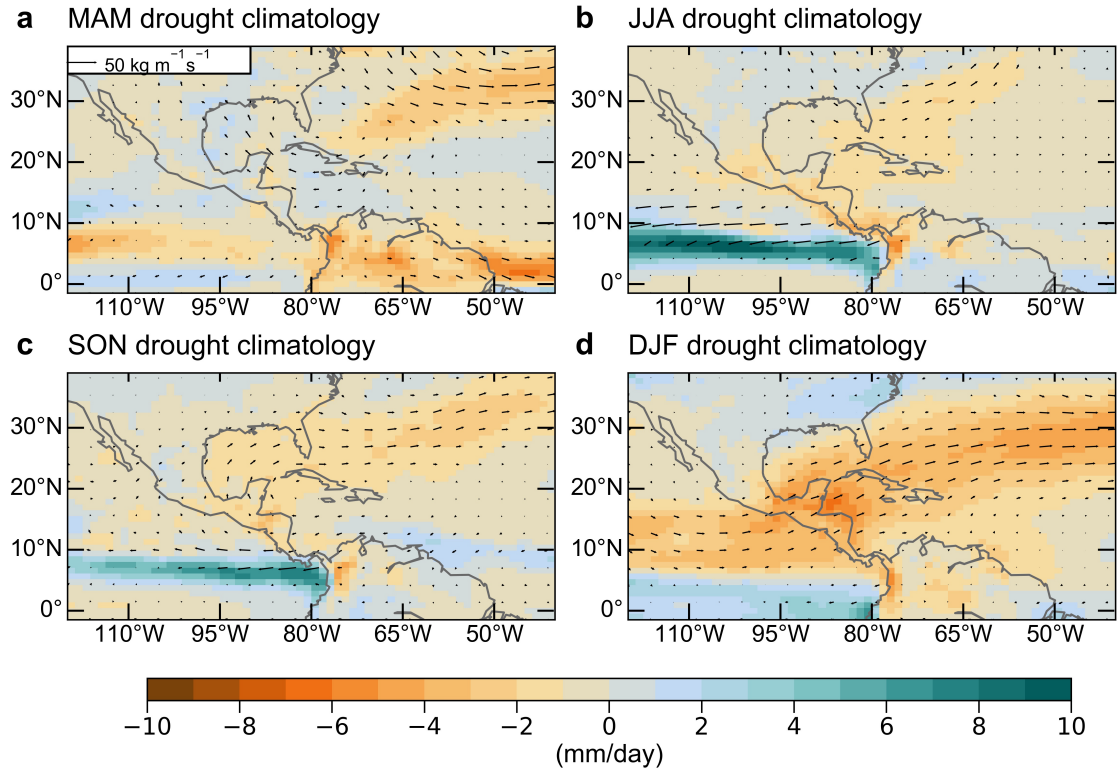 a MAM drought climatology
50 kg m⁻¹s⁻¹
30°N
20°N
10°N
0°
110°W 95°W 80°W 65°W 50°W
b JJA drought climatology
30°N
20°N
10°N
0°
110°W 95°W 80°W 65°W 50°W
c SON drought climatology
30°N
20°N
10°N
0°
110°W 95°W 80°W 65°W 50°W
d DJF drought climatology
30°N
20°N
10°N
0°
110°W 95°W 80°W 65°W 50°W
−10 −8 −6 −4 −2 0 2 4 6 8 10
(mm/day)